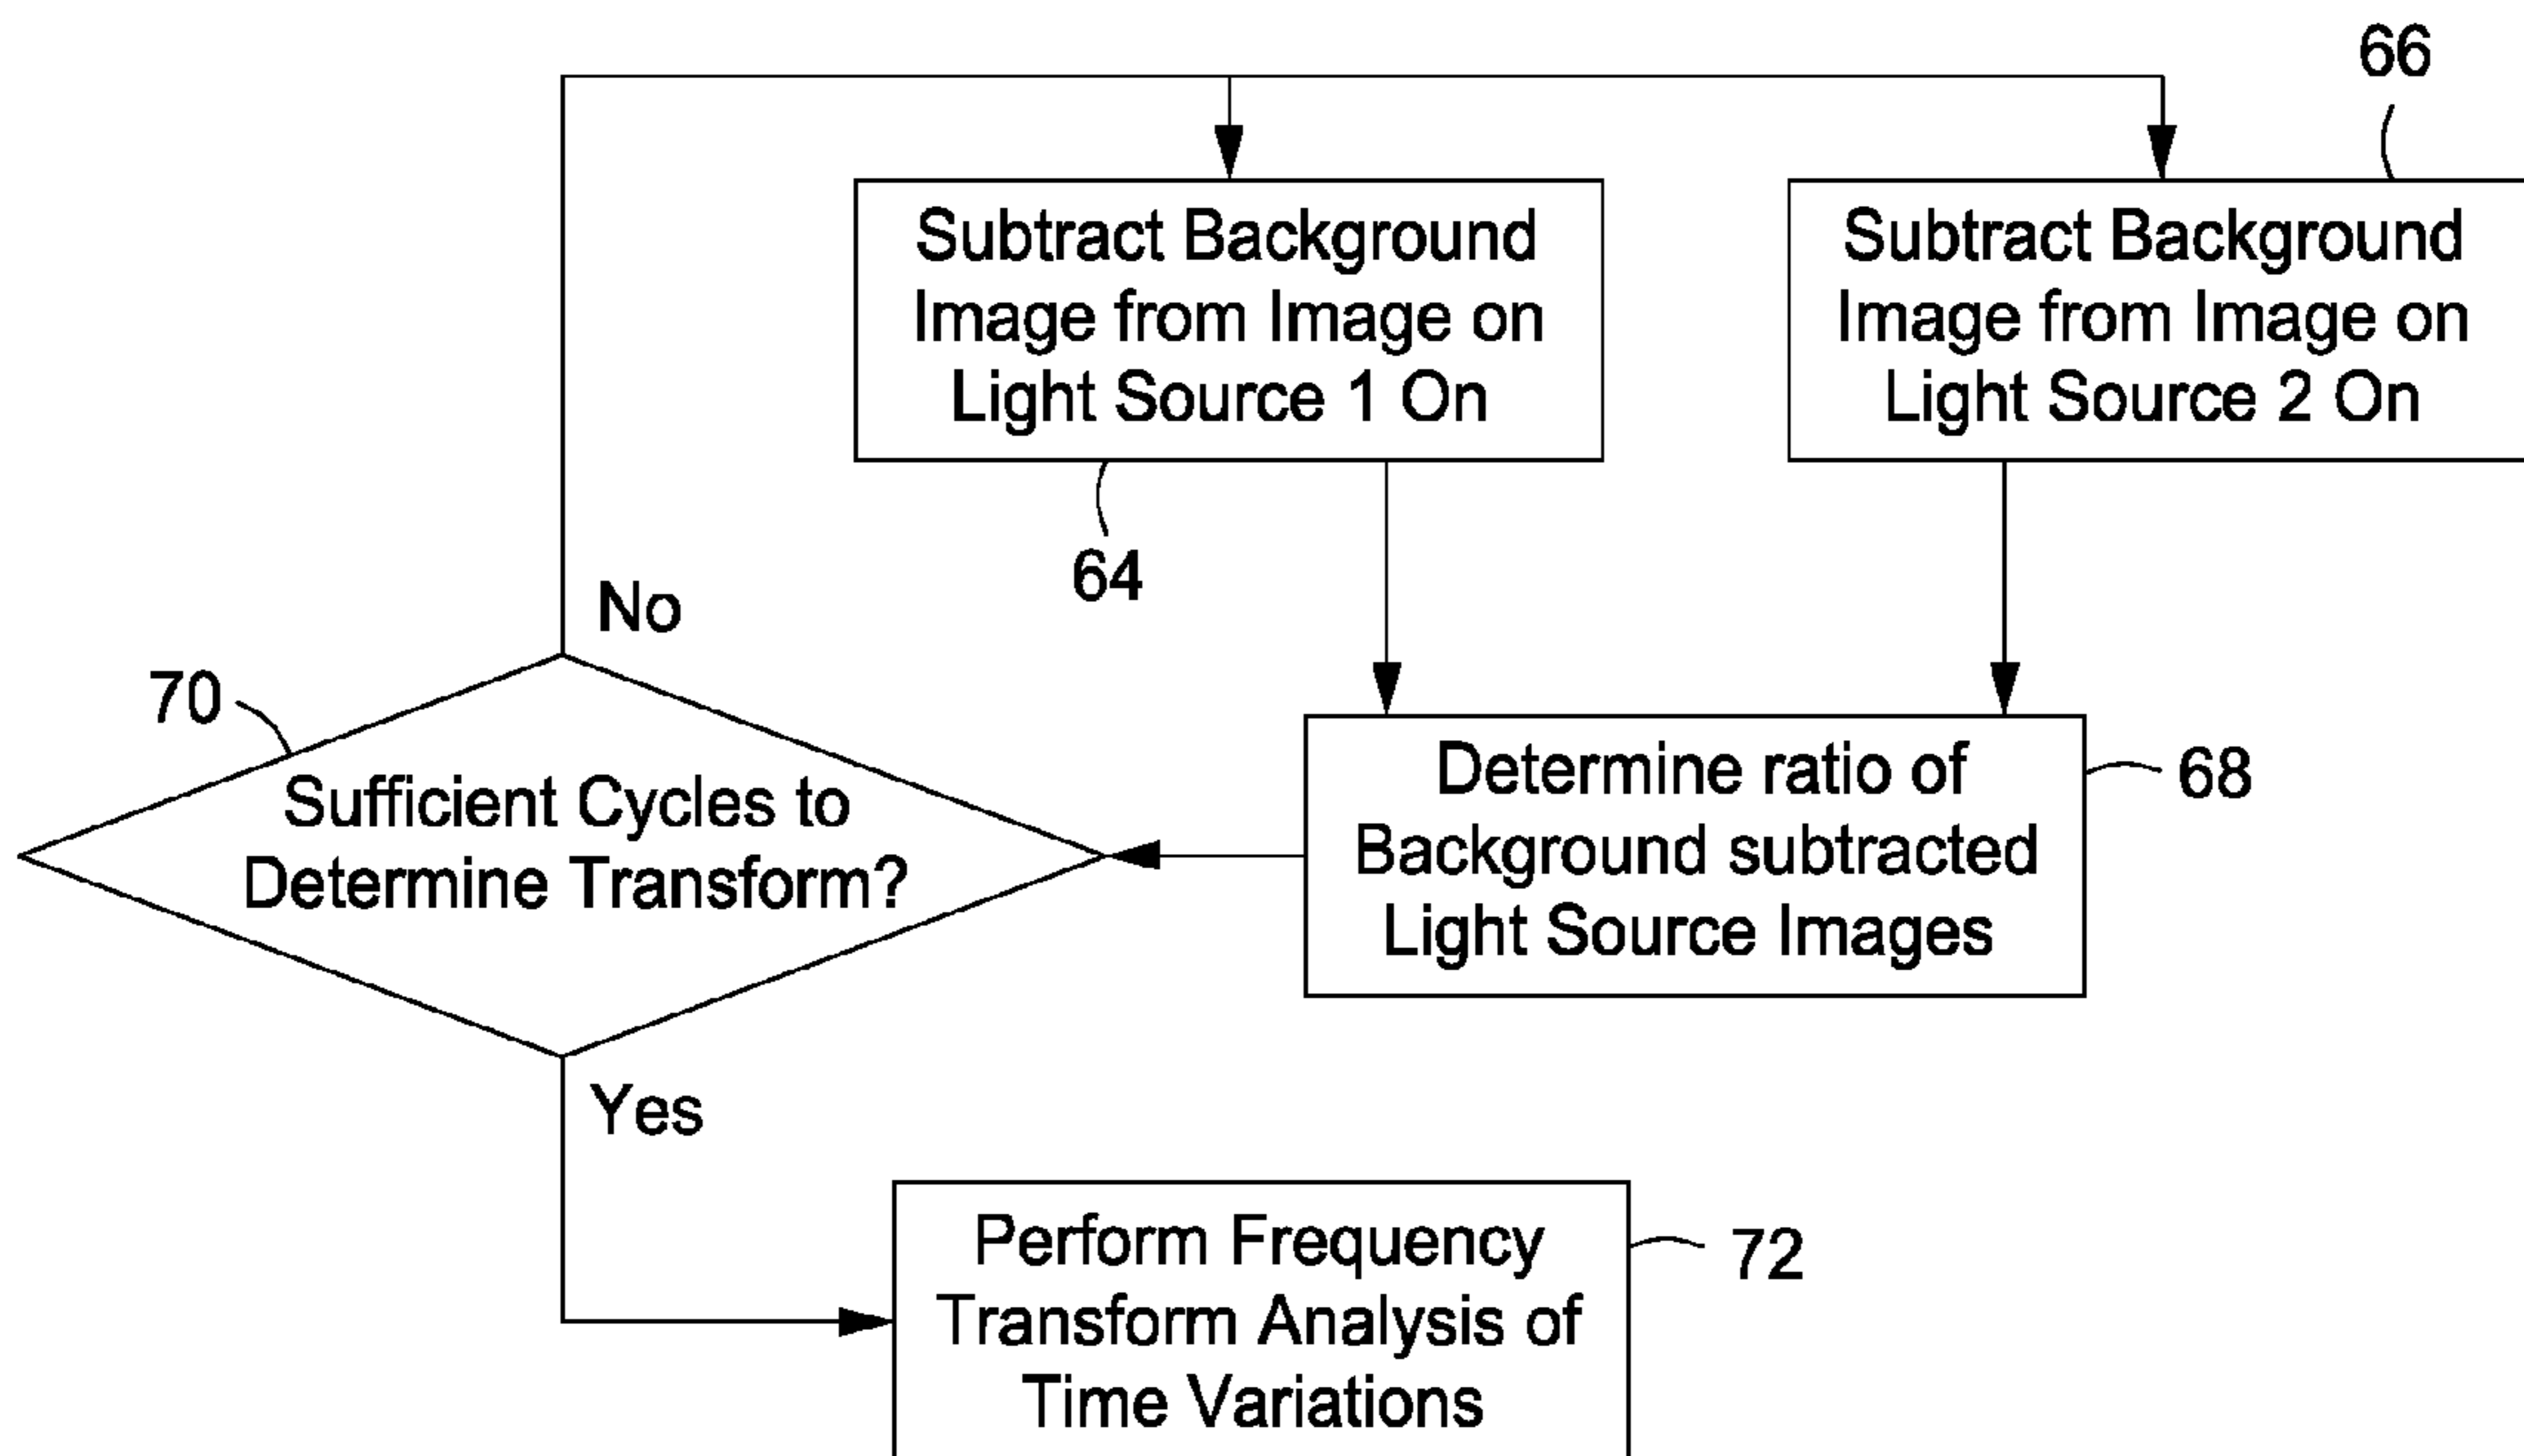 66
Subtract Background
Image from Image on
Light Source 1 On
Subtract Background
Image from Image on
Light Source 2 On
64
No
70
Sufficient Cycles to
Determine Transform?
Determine ratio of
Background subtracted
Light Source Images
68
Yes
Perform Frequency
Transform Analysis of
Time Variations
72